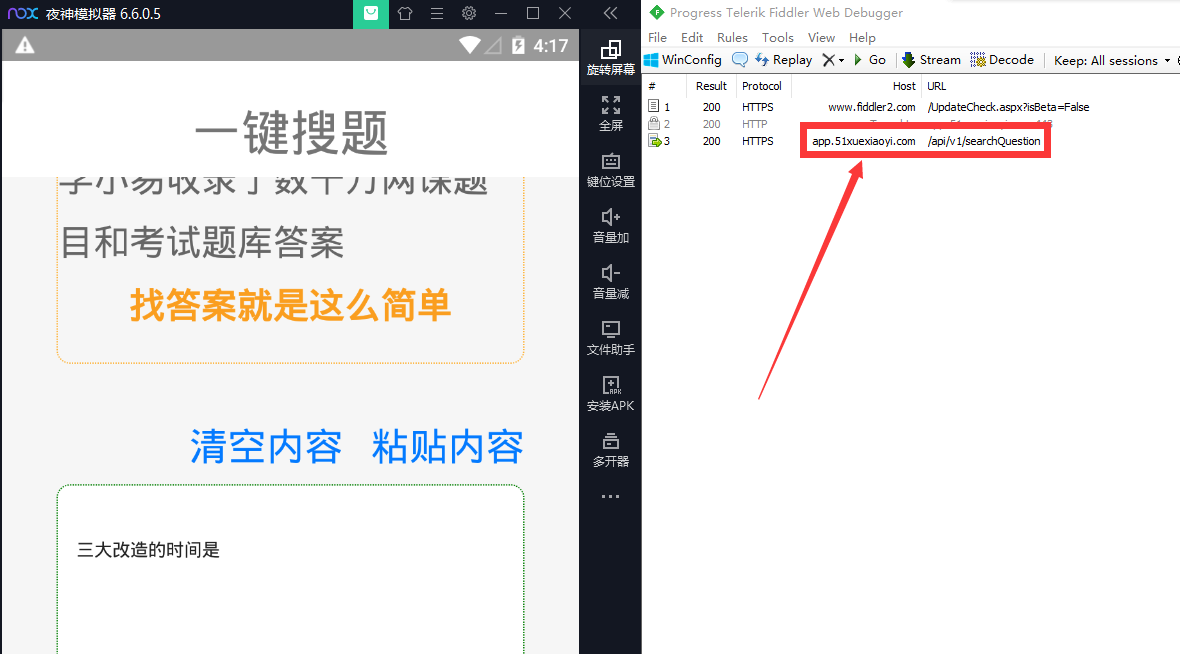 nox 夜神模拟器 6.6.0.5
4:17
一键搜题
学小易收录了数千万网课题
目和考试题库答案
找答案就是这么简单
清空内容 粘贴内容
三大改造的时间是
旋转屏幕
全屏
键位设置
音量加
音量减
文件助手
安装APK
多开器
Progress Telerik Fiddler Web Debugger
File Edit Rules Tools View Help
WinConfig Replay Go Stream Decode Keep: All sessions
# Result Protocol Host URL
1 200 HTTPS www.fiddler2.com /UpdateCheck.aspx?isBeta=False
2 200 HTTP
3 200 HTTPS app.51xuexiaoyi.com /api/v1/searchQuestion